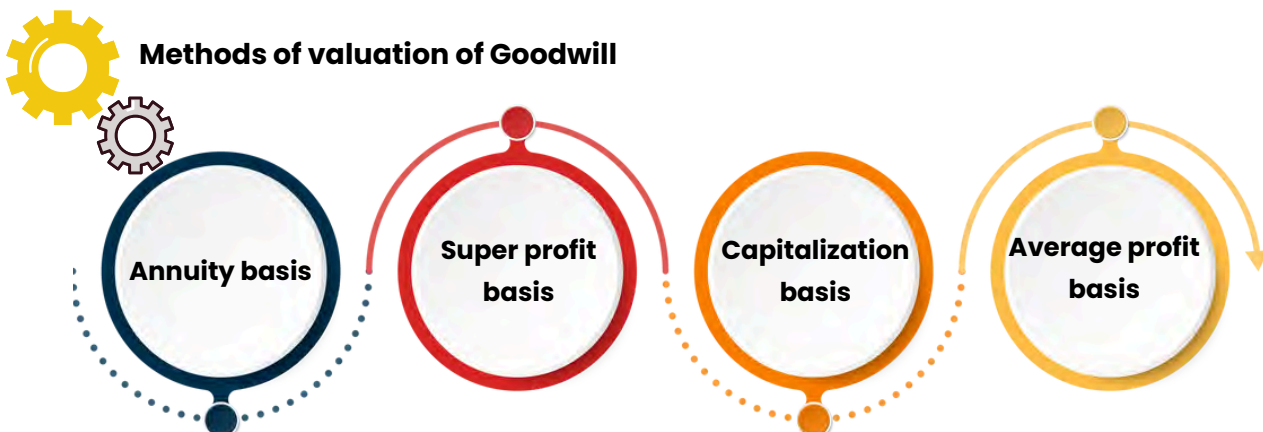 Methods of valuation of Goodwill
Annuity basis
Super profit
basis
Capitalization
basis
Average profit
basis